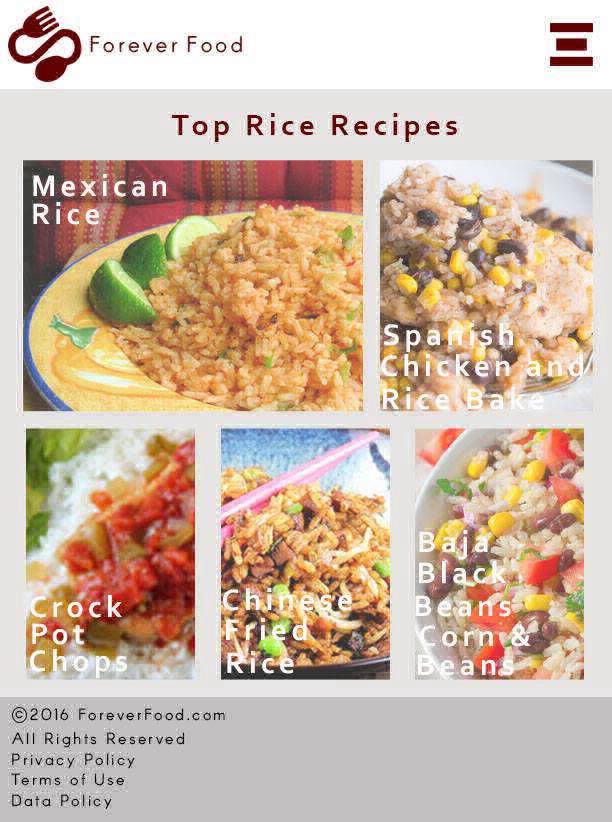 Forever Food
Top Rice Recipes
Mexican
Rice
Spanish
Chicken and
Rice Bake
Crock
Pot
Chops
Chinese
Fried
Rice
Baja
Black
Beans
Corn &
Beans
©2016 ForeverFood.com
All Rights Reserved
Privacy Policy
Terms of Use
Data Policy